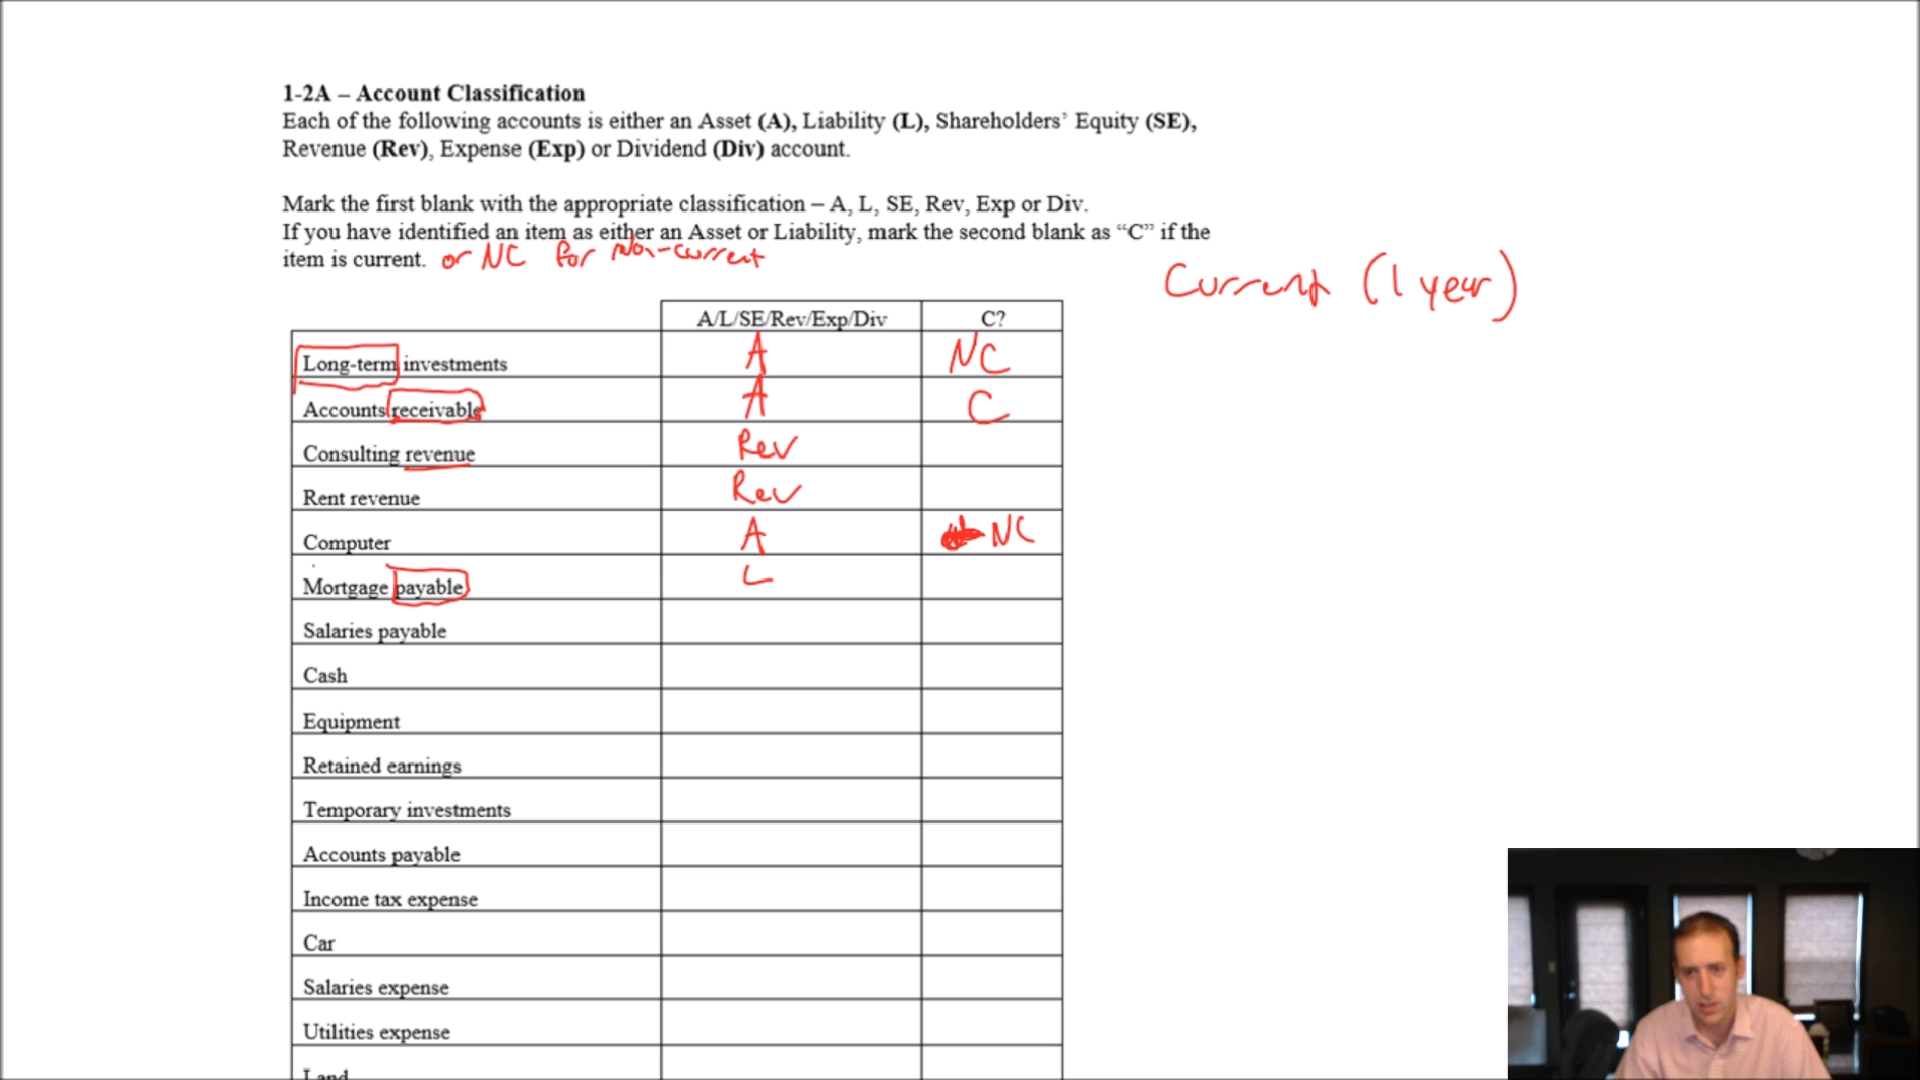 1-2A – Account Classification
Each of the following accounts is either an Asset (A), Liability (L), Shareholders’ Equity (SE),
Revenue (Rev), Expense (Exp) or Dividend (Div) account.
Mark the first blank with the appropriate classification – A, L, SE, Rev, Exp or Div.
If you have identified an item as either an Asset or Liability, mark the second blank as “C” if the
item is current. or NC for Non-current
Current (1 year)
A/L/SE/Rev/Exp/Div C?
Long-term investments A NC
Accounts receivable A C
Consulting revenue Rev
Rent revenue Rev
Computer A NC
Mortgage payable L
Salaries payable
Cash
Equipment
Retained earnings
Temporary investments
Accounts payable
Income tax expense
Car
Salaries expense
Utilities expense
Land